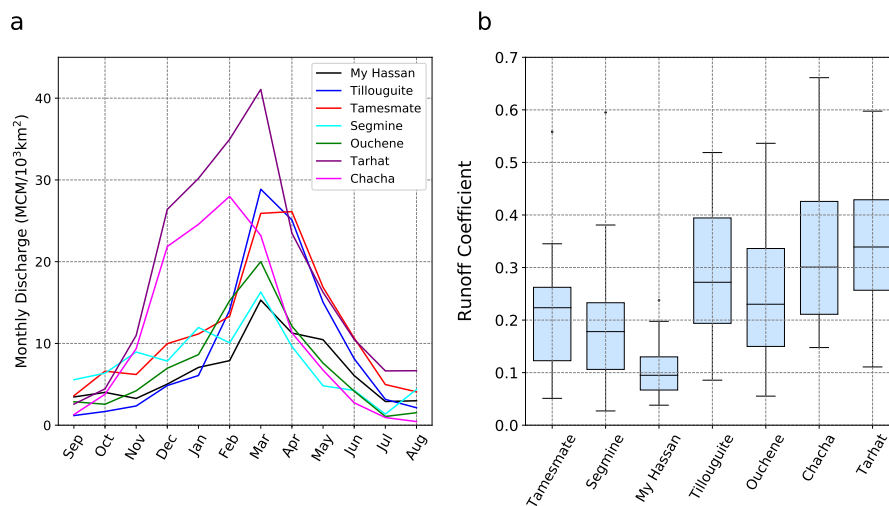 a
Monthly Discharge (MCM/10³km²)
0
10
20
30
40
My Hassan
Tillouguite
Tamesmate
Segmine
Ouchene
Tarhat
Chacha
Sep
Oct
Nov
Dec
Jan
Feb
Mar
Apr
May
Jun
Jul
Aug
b
Runoff Coefficient
0.7
0.6
0.5
0.4
0.3
0.2
0.1
0.0
Tamesmate
Segmine
My Hassan
Tillouguite
Ouchene
Chacha
Tarhat